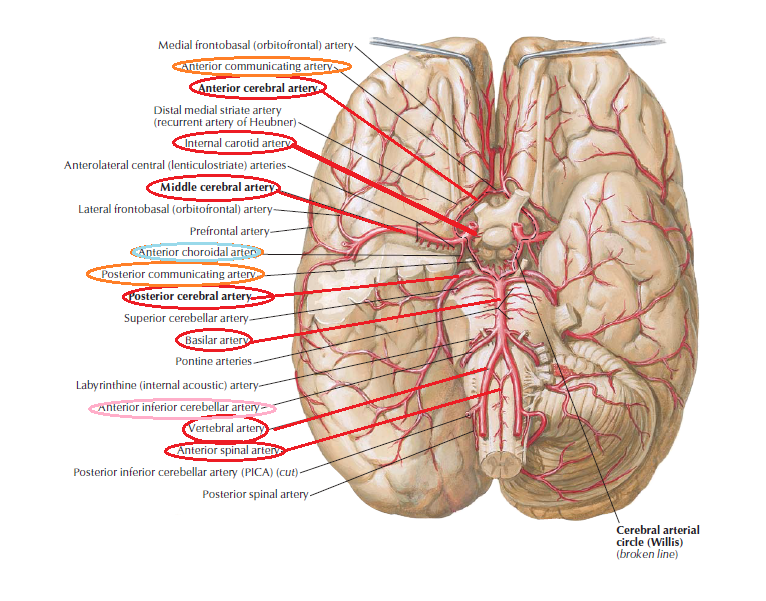 Medial frontobasal (orbitofrontal) artery
Anterior communicating artery
Anterior cerebral artery
Distal medial striate artery
(recurrent artery of Heubner)
Internal carotid artery
Anterolateral central (lenticulostriate) arteries
Middle cerebral artery
Lateral frontobasal (orbitofrontal) artery
Prefrontal artery
Anterior choroidal artery
Posterior communicating artery
Posterior cerebral artery
Superior cerebellar artery
Basilar artery
Pontine arteries
Labyrinthine (internal acoustic) artery
Anterior inferior cerebellar artery
Vertebral artery
Anterior spinal artery
Posterior inferior cerebellar artery (PICA) (cut)
Posterior spinal artery
Cerebral arterial
circle (Willis)
(broken line)